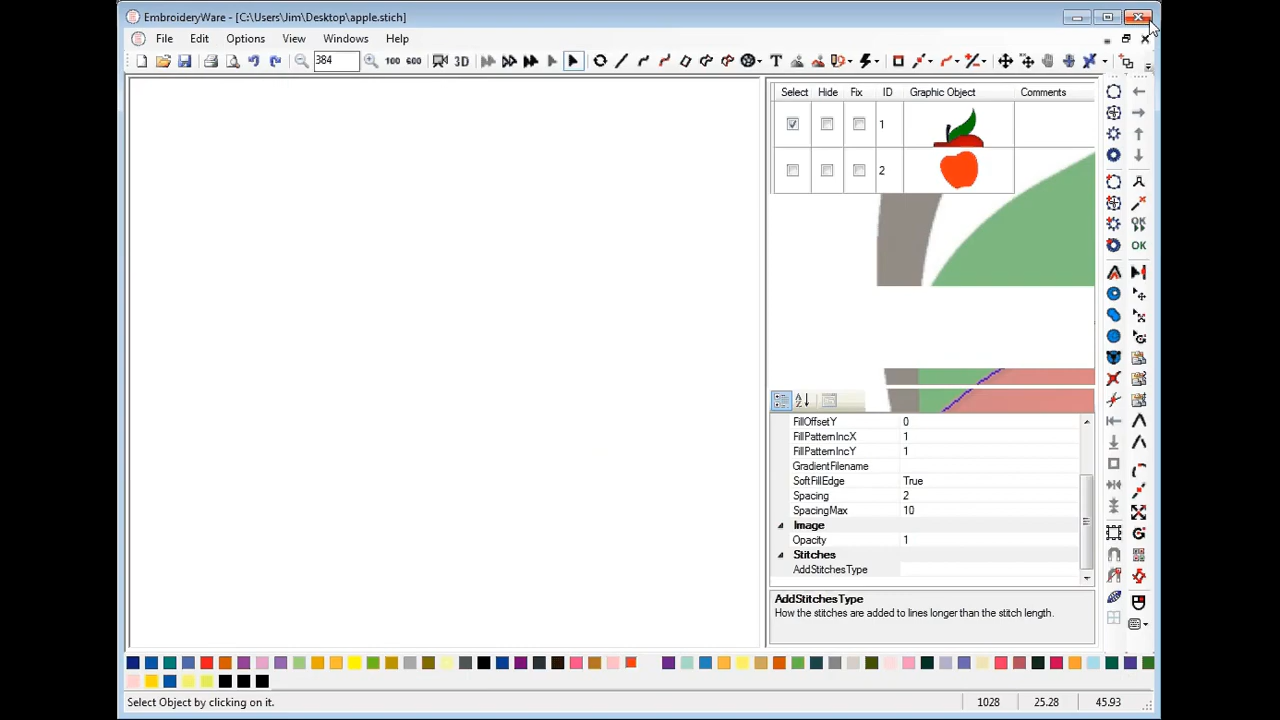 EmbroideryWare - [C:\Users\Jim\Desktop\apple.stich]
File Edit Options View Windows Help
384 100 600 3D T
Select Hide Fix ID Graphic Object Comments
1
2
OK
OK
FillOffsetY 0
FillPatternIncX 1
FillPatternIncY 1
GradientFilename
SoftFillEdge True
Spacing 2
SpacingMax 10
Image
Opacity 1
Stitches
AddStitchesType
AddStitchesType
How the stitches are added to lines longer than the stitch length.
Select Object by clicking on it. 1028 25.28 45.93